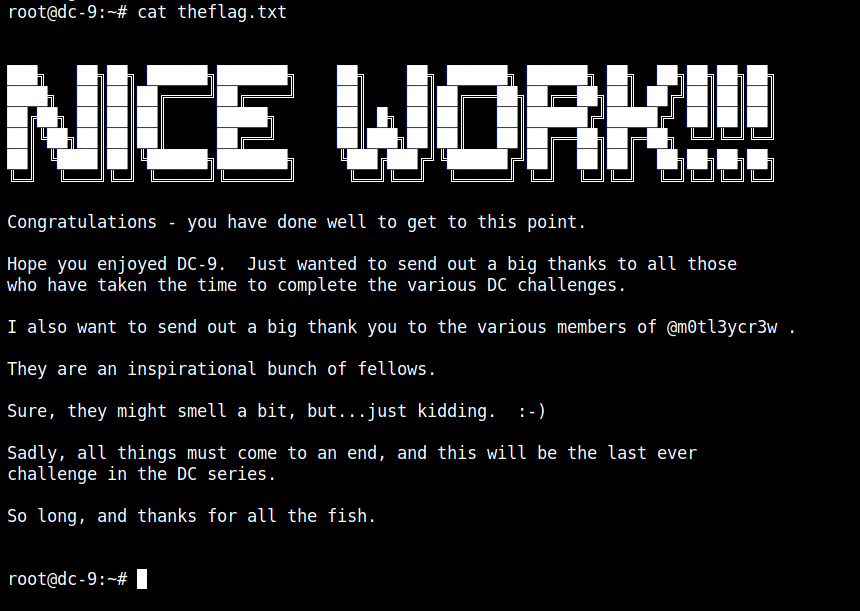 root@dc-9:~# cat theflag.txt
NICE WORK!!!
Congratulations - you have done well to get to this point.
Hope you enjoyed DC-9.  Just wanted to send out a big thanks to all those
who have taken the time to complete the various DC challenges.
I also want to send out a big thank you to the various members of @m0tl3ycr3w .
They are an inspirational bunch of fellows.
Sure, they might smell a bit, but...just kidding.  :-)
Sadly, all things must come to an end, and this will be the last ever
challenge in the DC series.
So long, and thanks for all the fish.
root@dc-9:~#